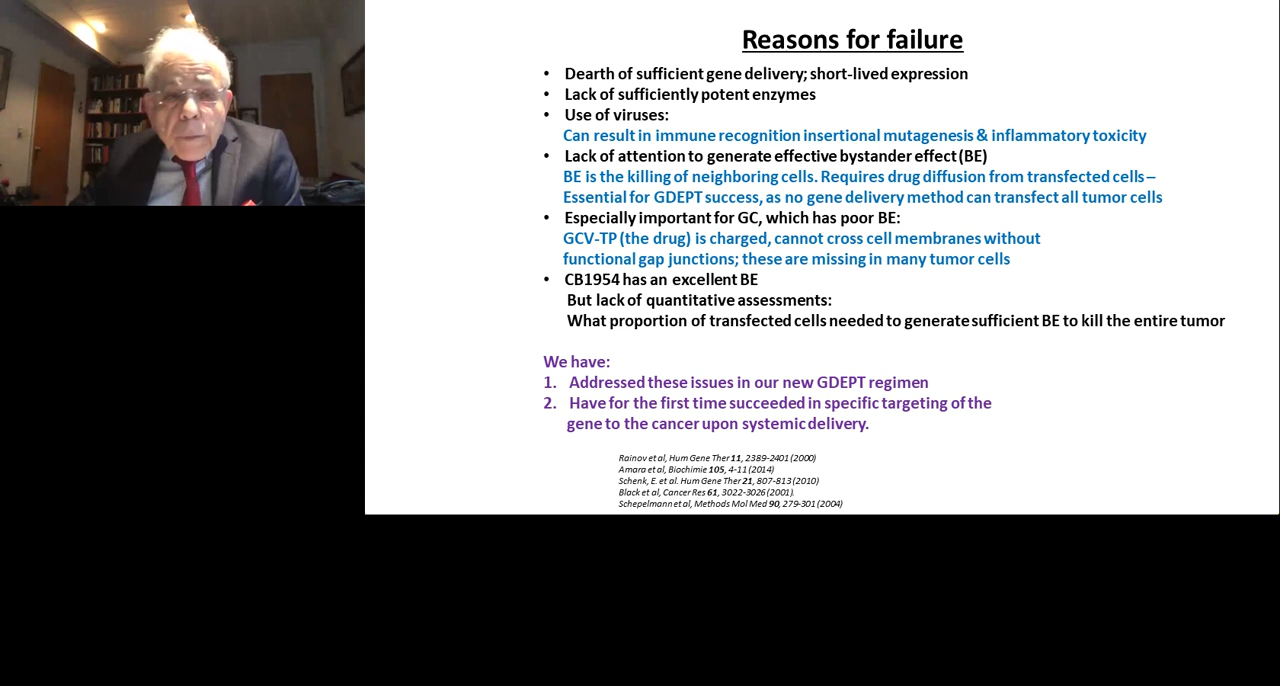 Reasons for failure
• Dearth of sufficient gene delivery; short-lived expression
• Lack of sufficiently potent enzymes
• Use of viruses:
Can result in immune recognition insertional mutagenesis & inflammatory toxicity
• Lack of attention to generate effective bystander effect (BE)
BE is the killing of neighboring cells. Requires drug diffusion from transfected cells –
Essential for GDEPT success, as no gene delivery method can transfect all tumor cells
• Especially important for GC, which has poor BE:
GCV-TP (the drug) is charged, cannot cross cell membranes without
functional gap junctions; these are missing in many tumor cells
• CB1954 has an excellent BE
But lack of quantitative assessments:
What proportion of transfected cells needed to generate sufficient BE to kill the entire tumor
We have:
1. Addressed these issues in our new GDEPT regimen
2. Have for the first time succeeded in specific targeting of the
gene to the cancer upon systemic delivery.
Rainov et al, Hum Gene Ther 11, 2389-2401 (2000)
Amara et al, Biochimie 105, 4-11 (2014)
Schenk, E. et al. Hum Gene Ther 21, 807-813 (2010)
Black et al, Cancer Res 61, 3022-3026 (2001).
Schepelmann et al, Methods Mol Med 90, 279-301 (2004)